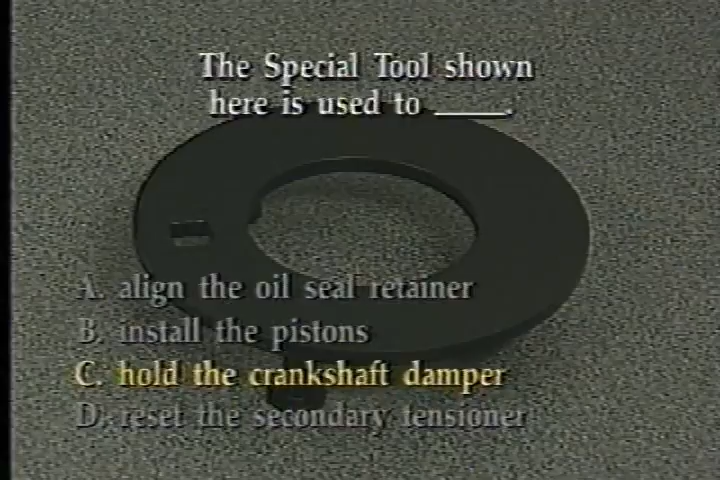 The Special Tool shown
here is used to _____.
A. align the oil seal retainer
B. install the pistons
C. hold the crankshaft damper
D. reset the secondary tensioner